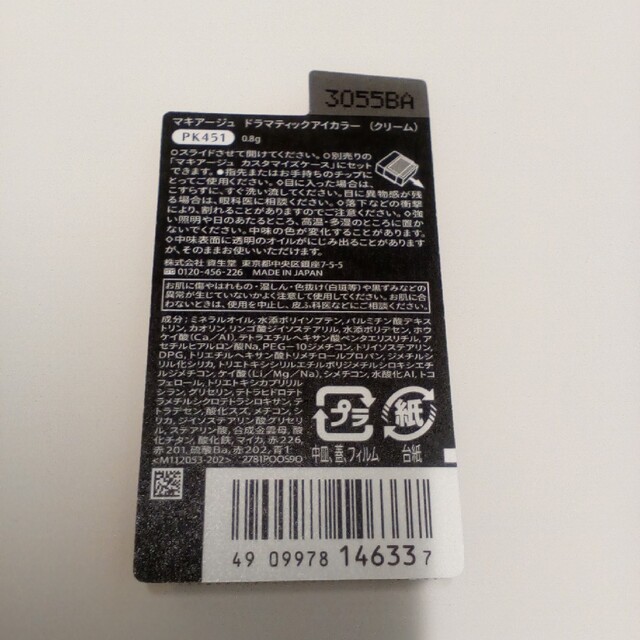 3055BA
マキアージュ ドラマティックアイカラー (クリーム)
PK451 0.8g
○スライドさせて開けてください。○別売りの
「マキアージュ カスタマイズケース」にセット
できます。●指先またはお手持ちのチップに
とってご使用ください。○目に入った場合は、
こすらずに、すぐ洗い流してください。目に異物感が残
る場合は、眼科医に相談ください。○落下などの衝撃
により、割れることがありますのでご注意ください。○強
い照明や日のあたるところ、高温・多湿のところに置か
ないでください。中味の色が変化することがあります。
○中味表面に透明のオイルがにじみ出ることがあります
が、そのままお使いいただけます。
株式会社 資生堂 東京都中央区銀座7-5-5
0120-456-226 MADE IN JAPAN
お肌に傷やはれもの・湿しん・色抜け(白斑等)や黒ずみなどの
異常が生じていないかよく注意して使用してください。お肌に合
わないときは、使用を中止し、皮ふ科医などにご相談ください。
成分:ミネラルオイル、水添ポリイソブテン、パルミチン酸デキス
トリン、カオリン、リンゴ酸ジイソステアリル、水添ポリデセン、ホウ
ケイ酸(Ca/Al)、テトラエチルヘキサン酸ペンタエリスリチル、ア
セチルヒアルロン酸Na、PEG-10ジメチコン、トリイソステアリン、
DPG、トリエチルヘキサン酸トリメチロールプロパン、ジメチルシ
リル化シリカ、トリエトキシシリルエチルポリジメチルシロキシエチ
ルジメチコン、ケイ酸(Li/Mg/Na)、シメチコン、水酸化Al、トコ
フェロール、トリエトキシカプリリル
シラン、グリセリン、テトラヒドロテト
ラメチルシクロテトラシロキサン、テ
トラデセン、酸化スズ、メチコン、シ
リカ、ジイソステアリン酸グリセリ
ル、ステアリン酸、合成金雲母、酸
化チタン、酸化鉄、マイカ、赤226、
赤201、硫酸Ba、赤202、青1
<M112053-202> 2781POOS9O
プラ
中皿、蓋、フィルム
紙
台紙
49 09978 146337